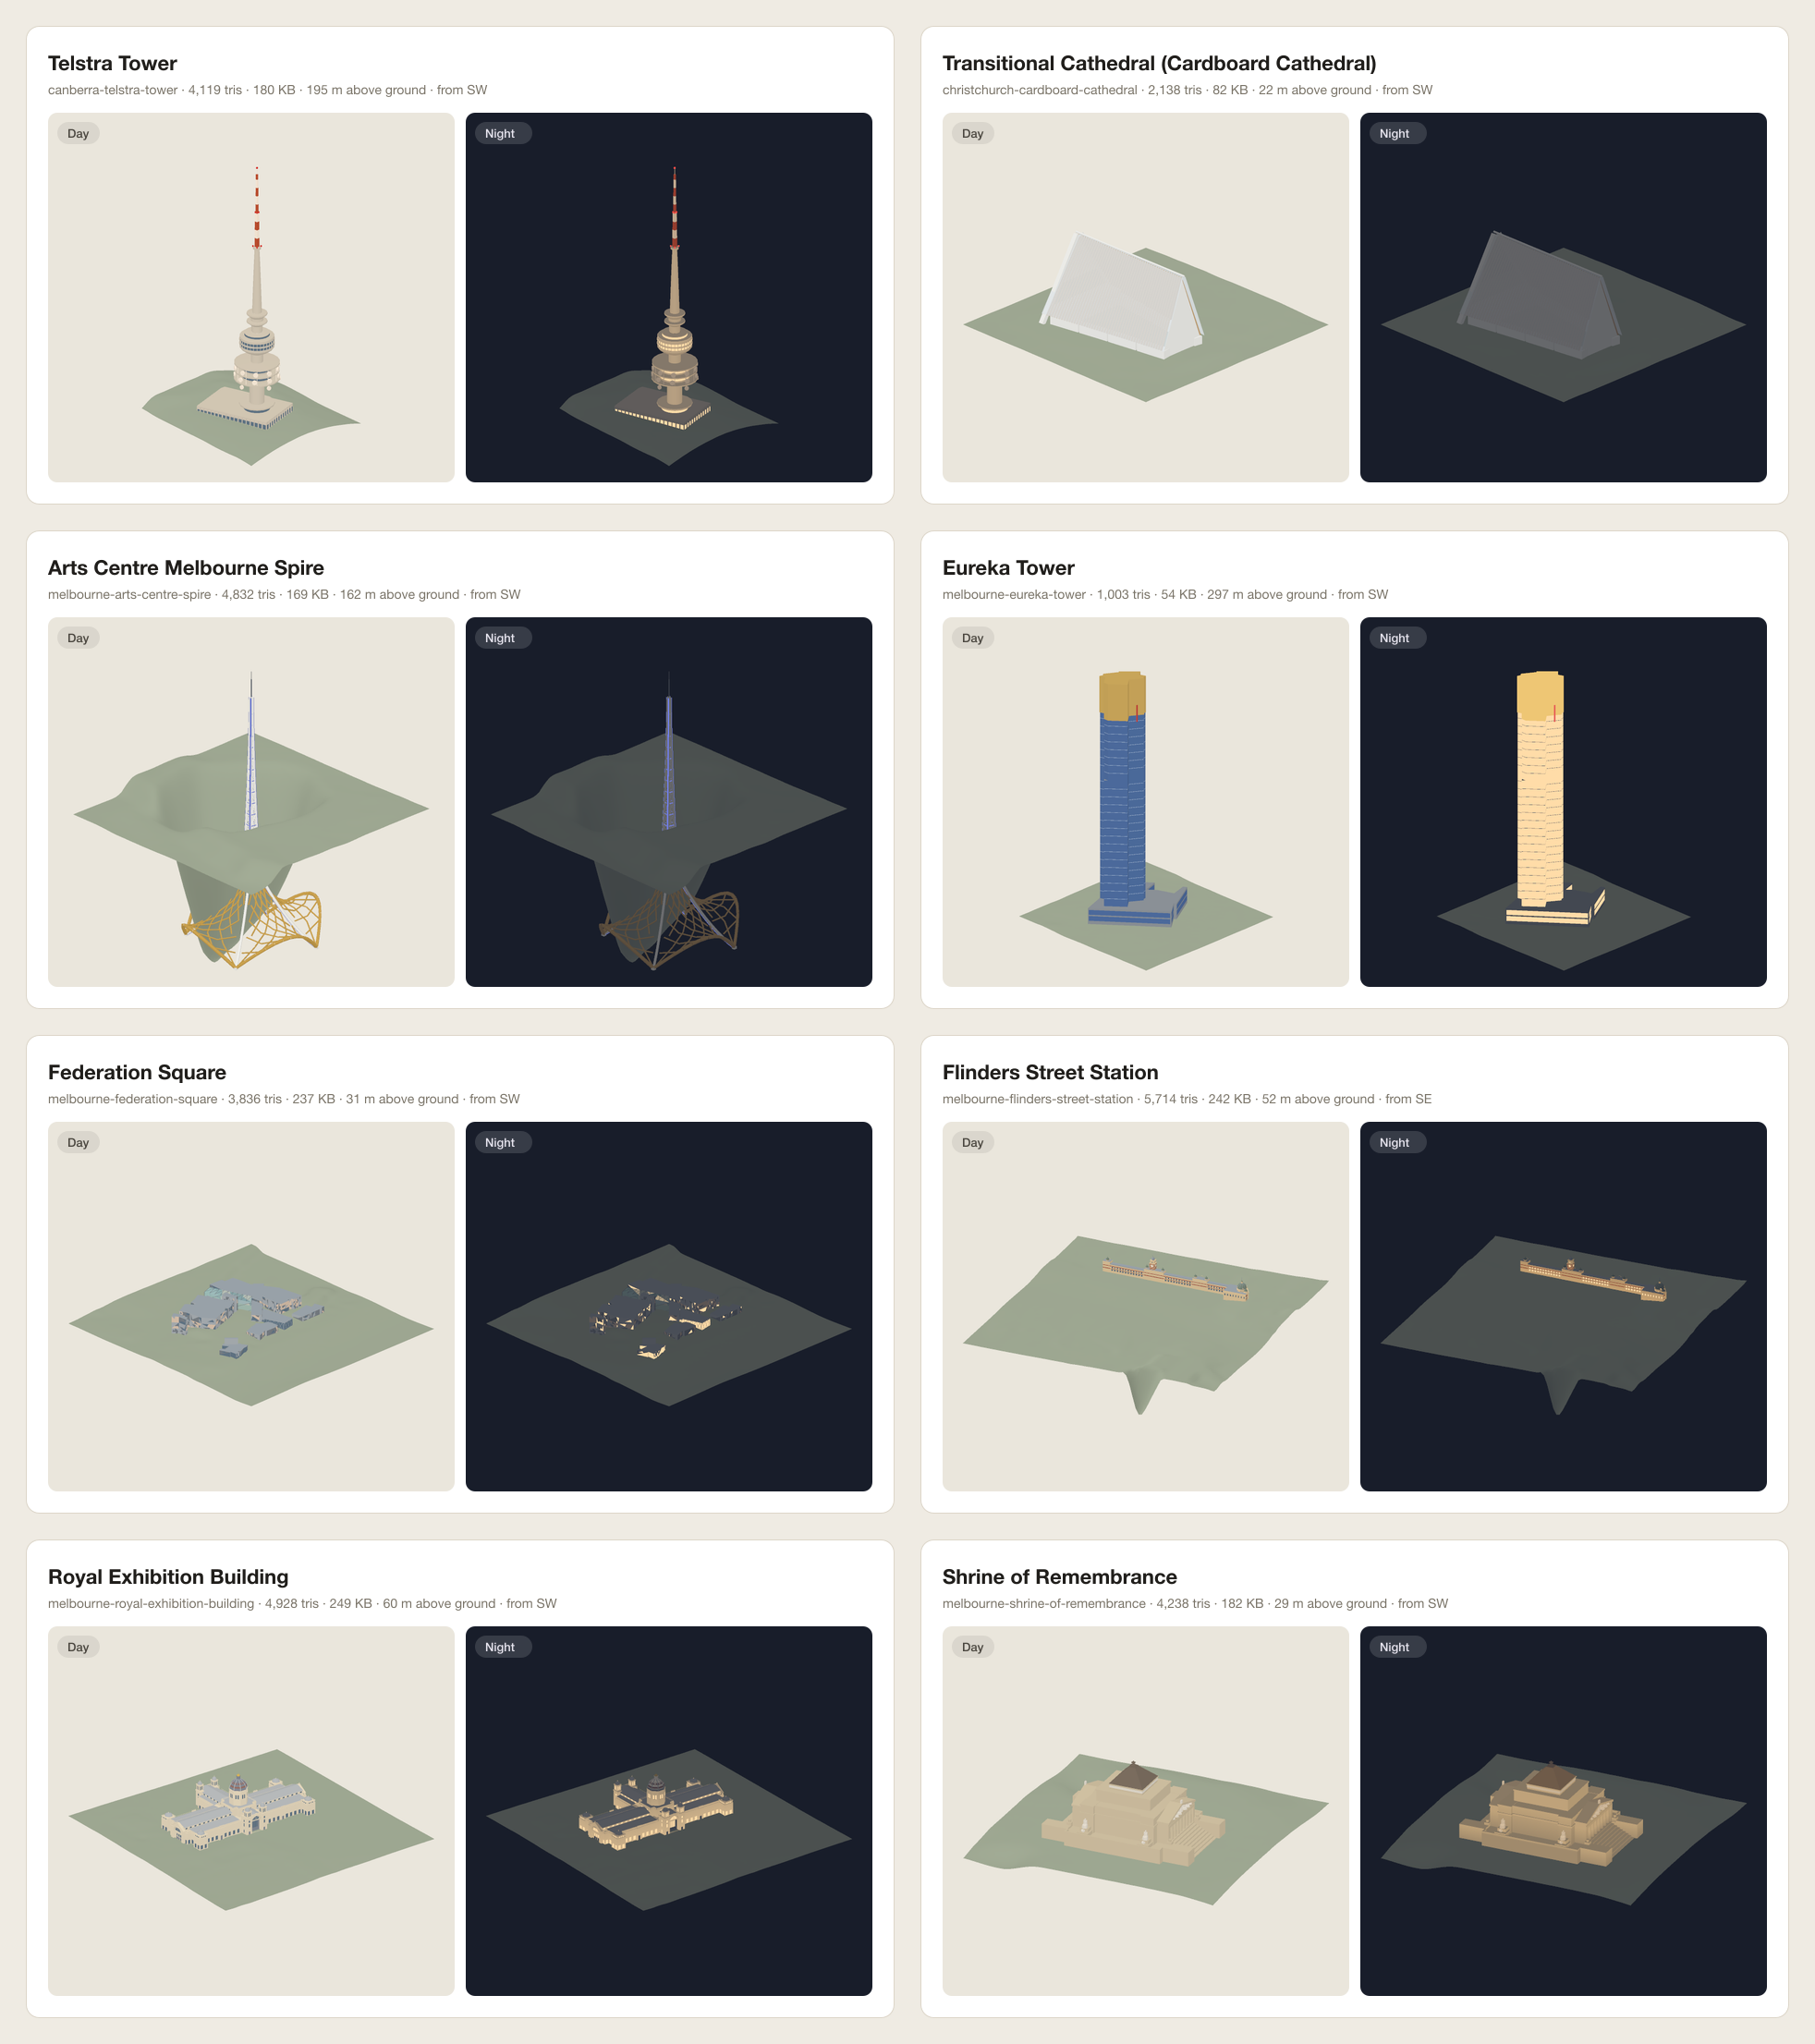 Telstra Tower
canberra-telstra-tower · 4,119 tris · 180 KB · 195 m above ground · from SW
Day
Night
Transitional Cathedral (Cardboard Cathedral)
christchurch-cardboard-cathedral · 2,138 tris · 82 KB · 22 m above ground · from SW
Day
Night
Arts Centre Melbourne Spire
melbourne-arts-centre-spire · 4,832 tris · 169 KB · 162 m above ground · from SW
Day
Night
Eureka Tower
melbourne-eureka-tower · 1,003 tris · 54 KB · 297 m above ground · from SW
Day
Night
Federation Square
melbourne-federation-square · 3,836 tris · 237 KB · 31 m above ground · from SW
Day
Night
Flinders Street Station
melbourne-flinders-street-station · 5,714 tris · 242 KB · 52 m above ground · from SE
Day
Night
Royal Exhibition Building
melbourne-royal-exhibition-building · 4,928 tris · 249 KB · 60 m above ground · from SW
Day
Night
Shrine of Remembrance
melbourne-shrine-of-remembrance · 4,238 tris · 182 KB · 29 m above ground · from SW
Day
Night